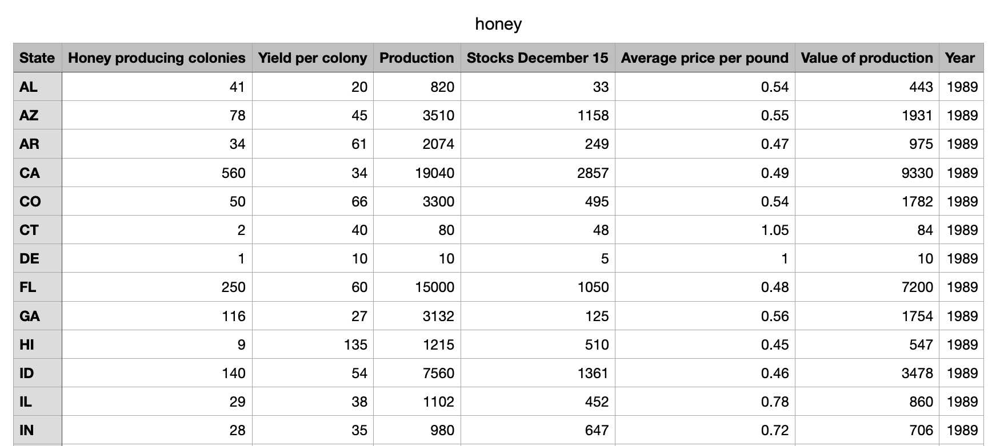 honey
State Honey producing colonies Yield per colony Production Stocks December 15 Average price per pound Value of production Year
AL 41 20 820 33 0.54 443 1989
AZ 78 45 3510 1158 0.55 1931 1989
AR 34 61 2074 249 0.47 975 1989
CA 560 34 19040 2857 0.49 9330 1989
CO 50 66 3300 495 0.54 1782 1989
CT 2 40 80 48 1.05 84 1989
DE 1 10 10 5 1 10 1989
FL 250 60 15000 1050 0.48 7200 1989
GA 116 27 3132 125 0.56 1754 1989
HI 9 135 1215 510 0.45 547 1989
ID 140 54 7560 1361 0.46 3478 1989
IL 29 38 1102 452 0.78 860 1989
IN 28 35 980 647 0.72 706 1989